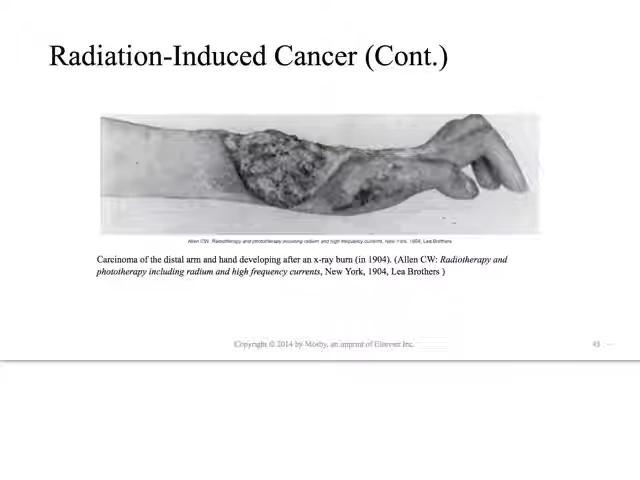 Radiation-Induced Cancer (Cont.)
Allen CW: Radiotherapy and phototherapy including radium and high frequency currents, New York, 1904, Lea Brothers
Carcinoma of the distal arm and hand developing after an x-ray burn (in 1904). (Allen CW: Radiotherapy and
phototherapy including radium and high frequency currents, New York, 1904, Lea Brothers )
Copyright © 2014 by Mosby, an imprint of Elsevier Inc.